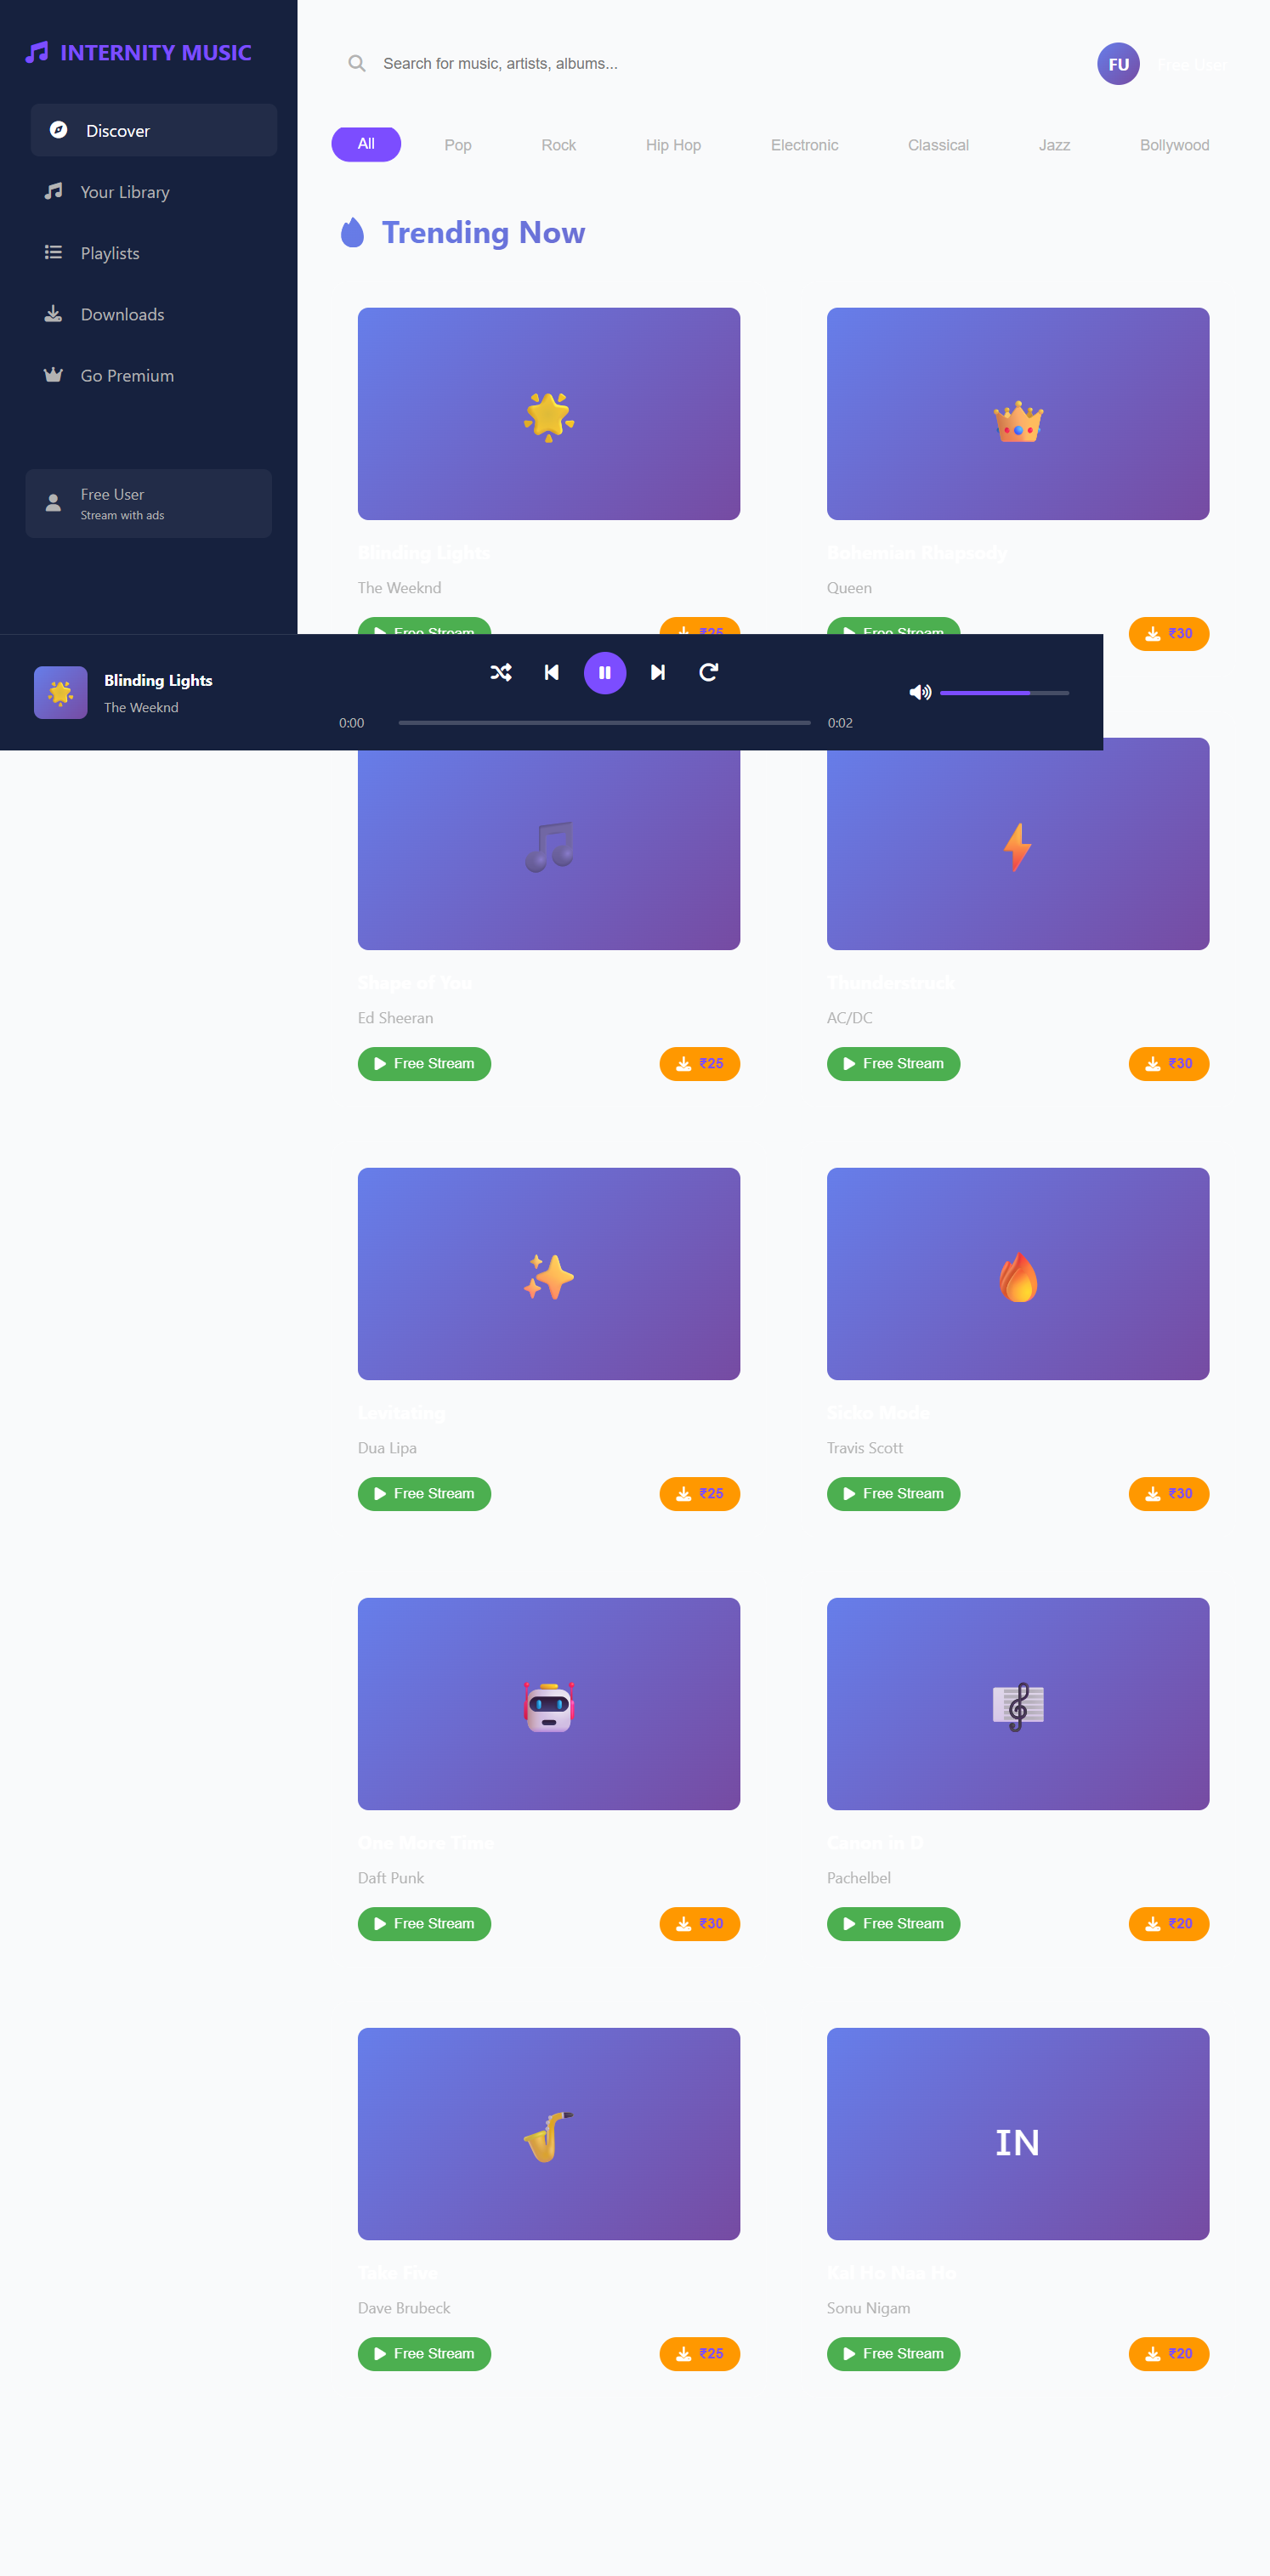 INTERNITY MUSIC
Discover
Your Library
Playlists
Downloads
Go Premium
Free User
Stream with ads
Search for music, artists, albums...
FU
Free User
All
Pop
Rock
Hip Hop
Electronic
Classical
Jazz
Bollywood
Trending Now
Blinding Lights
The Weeknd
Free Stream
₹25
Bohemian Rhapsody
Queen
Free Stream
₹30
Blinding Lights
The Weeknd
0:00
0:02
Shape of You
Ed Sheeran
Free Stream
₹25
Thunderstruck
AC/DC
Free Stream
₹30
Levitating
Dua Lipa
Free Stream
₹25
Sicko Mode
Travis Scott
Free Stream
₹30
One More Time
Daft Punk
Free Stream
₹30
Canon in D
Pachelbel
Free Stream
₹20
Take Five
Dave Brubeck
Free Stream
₹25
IN
Kal Ho Naa Ho
Sonu Nigam
Free Stream
₹20